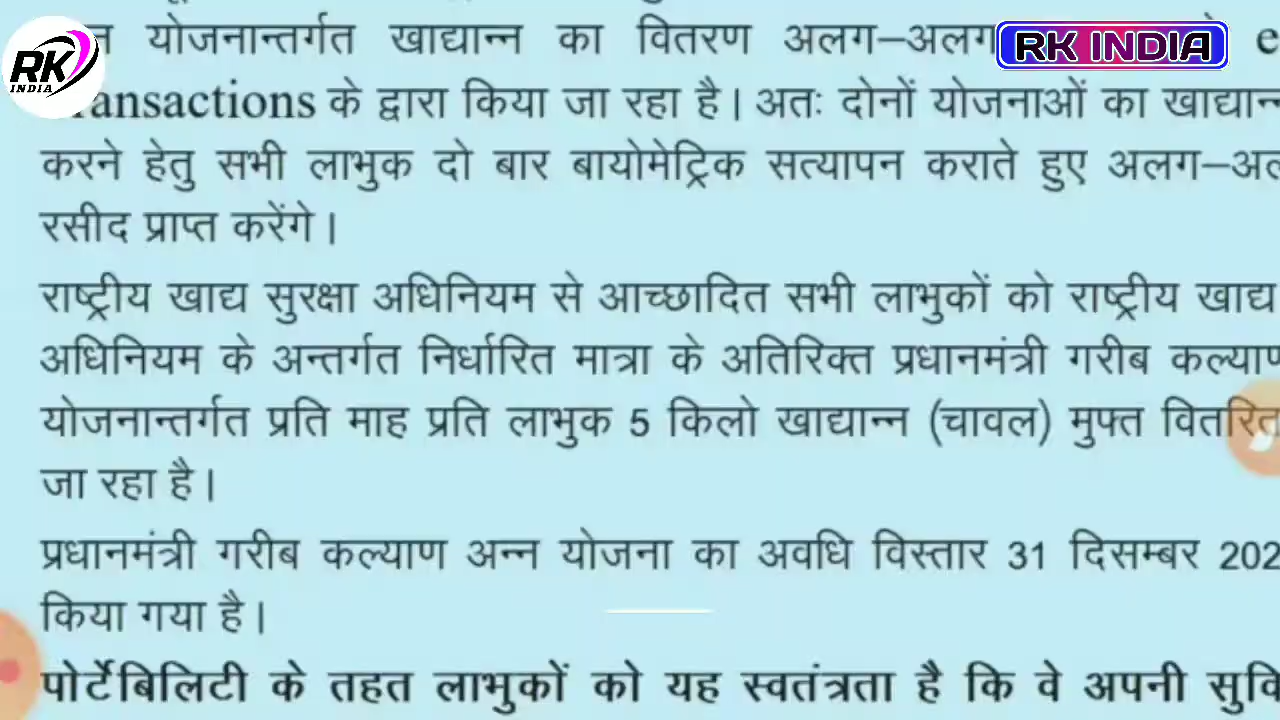 योजनान्तर्गत खाद्यान्न का वितरण अलग–अलग
RK INDIA
RK INDIA
ansactions के द्वारा किया जा रहा है। अतः दोनों योजनाओं का खाद्यान्न
करने हेतु सभी लाभुक दो बार बायोमेट्रिक सत्यापन कराते हुए अलग–अल
रसीद प्राप्त करेंगे।
राष्ट्रीय खाद्य सुरक्षा अधिनियम से आच्छादित सभी लाभुकों को राष्ट्रीय खाद्य
अधिनियम के अन्तर्गत निर्धारित मात्रा के अतिरिक्त प्रधानमंत्री गरीब कल्याण
योजनान्तर्गत प्रति माह प्रति लाभुक 5 किलो खाद्यान्न (चावल) मुफ्त वितरित
जा रहा है।
प्रधानमंत्री गरीब कल्याण अन्न योजना का अवधि विस्तार 31 दिसम्बर 202
किया गया है।
पोर्टेबिलिटी के तहत लाभुकों को यह स्वतंत्रता है कि वे अपनी सुवि